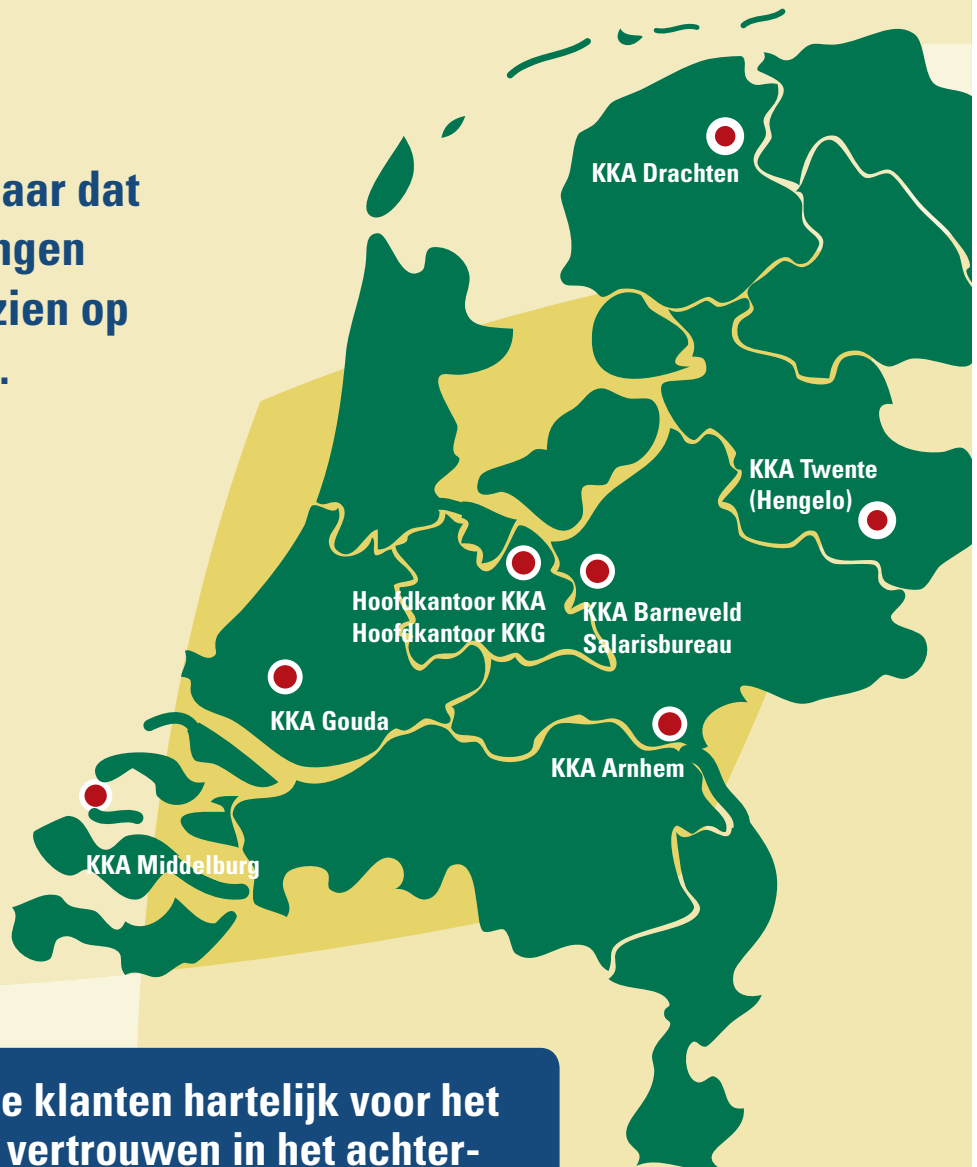 aar dat
ngen
zien op
.
KKA Drachten
KKA Twente
(Hengelo)
Hoofdkantoor KKA
Hoofdkantoor KKG
KKA Barneveld
Salarisbureau
KKA Gouda
KKA Arnhem
KKA Middelburg
e klanten hartelijk voor het
vertrouwen in het achter-